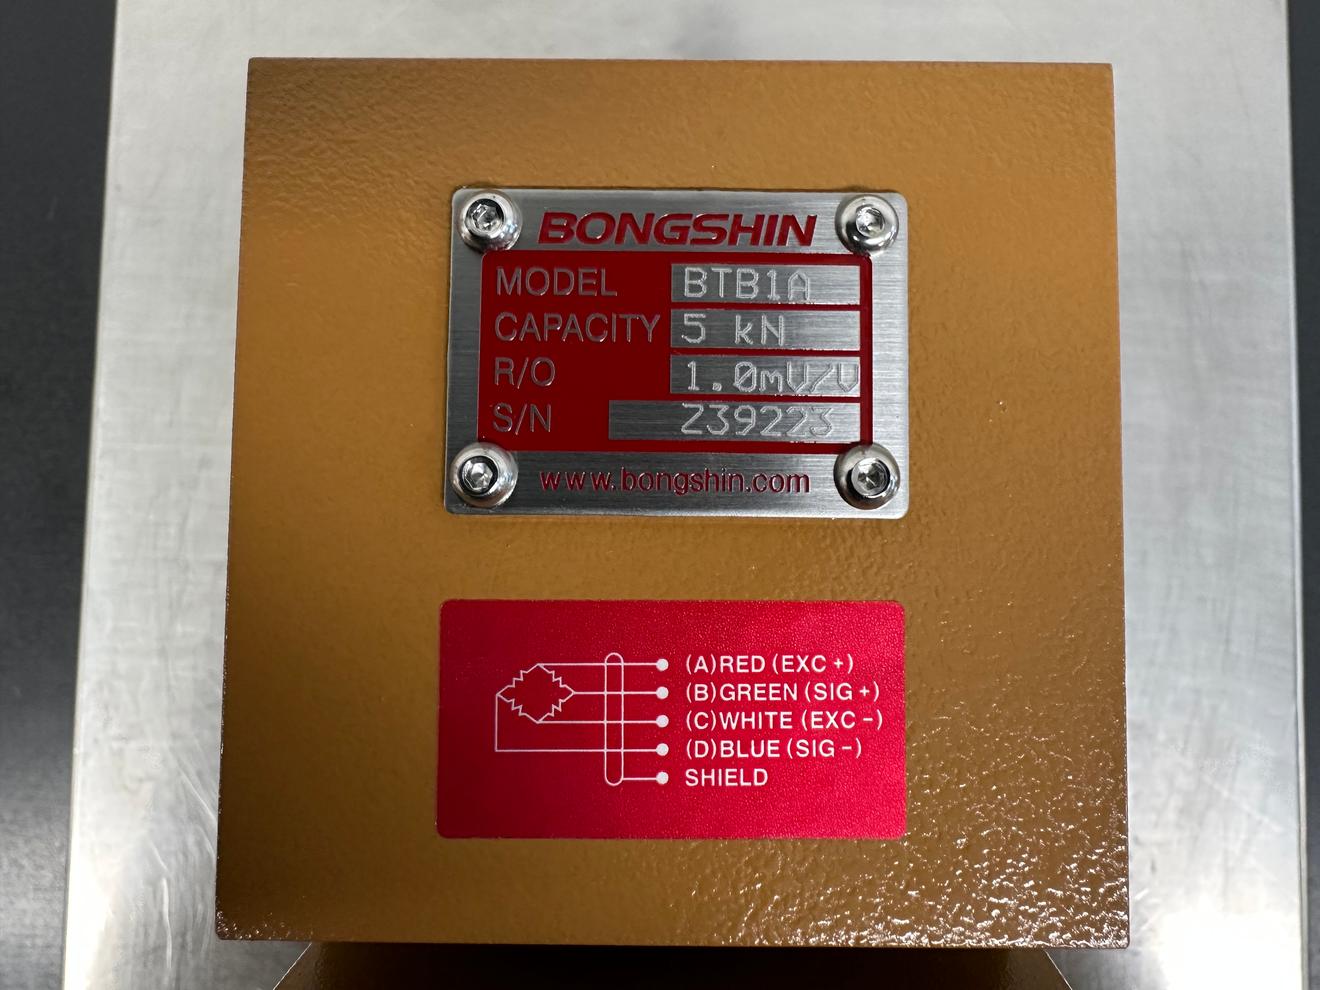 BONGSHIN
MODEL BTB1A
CAPACITY 5 kN
R/O 1.0mV/V
S/N Z39223
www.bongshin.com
(A)RED (EXC +)
(B)GREEN (SIG +)
(C)WHITE (EXC -)
(D)BLUE (SIG -)
SHIELD